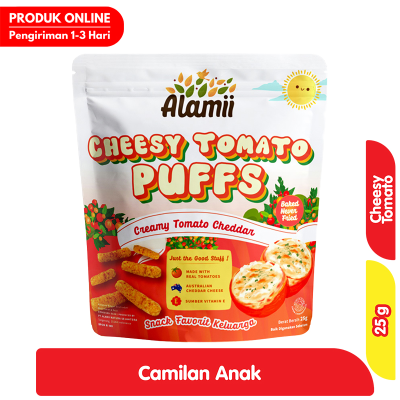 PRODUK ONLINE
Pengiriman 1-3 Hari
Alamii
CHEESY TOMATO
PUFFS
Baked
Never
Fried
Creamy Tomato Cheddar
Just the Good Stuff!
MADE WITH
REAL TOMATOES
AUSTRALIAN
CHEDDAR CHEESE
SUMBER VITAMIN C
Snack Favorit Keluarga
25g
Cheesy
Tomato
25 g
Camilan Anak